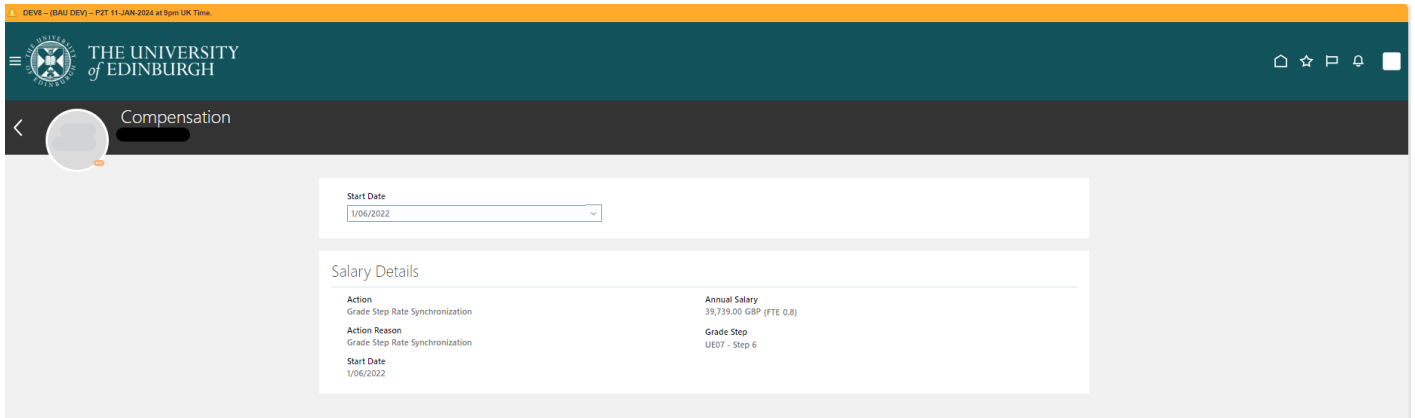 DEV8 – (BAU DEV) – P2T 11-JAN-2024 at 5pm UK Time.
THE UNIVERSITY
of EDINBURGH
Compensation
Start Date
1/06/2022
Salary Details
Action
Grade Step Rate Synchronization
Annual Salary
39,739.00 GBP (FTE 0.8)
Action Reason
Grade Step Rate Synchronization
Grade Step
UE07 - Step 6
Start Date
1/06/2022